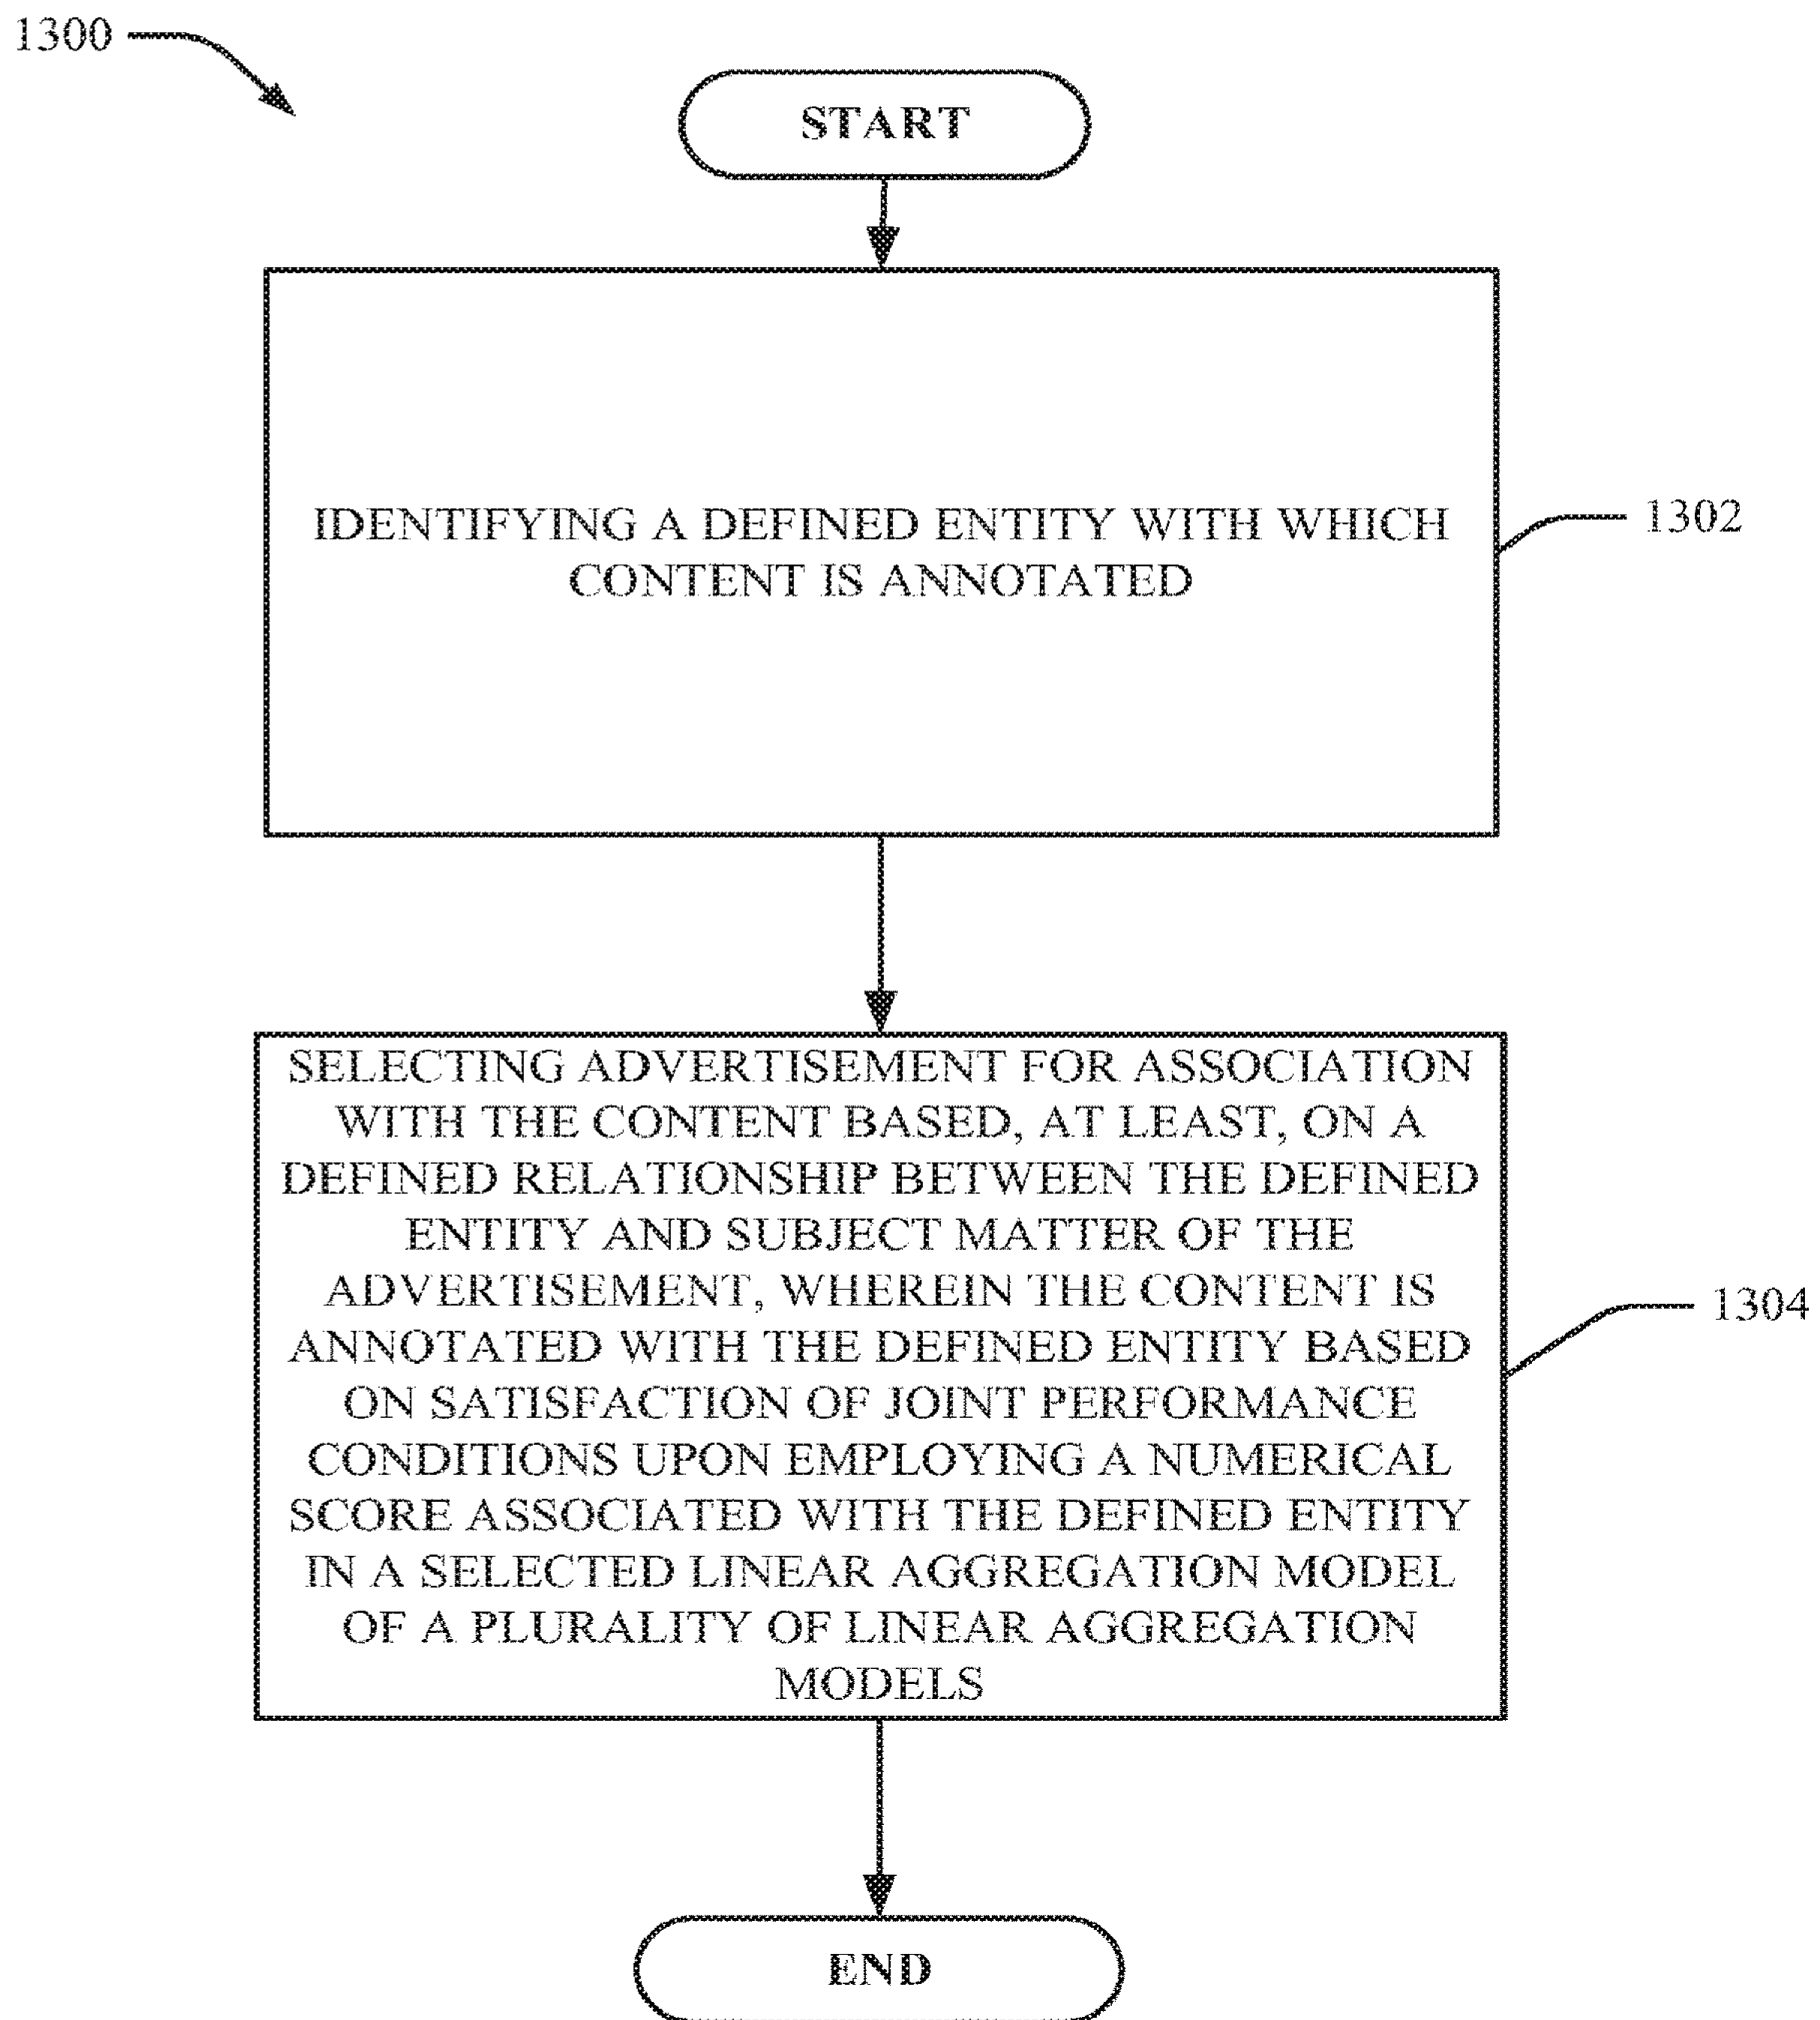 1300
START
IDENTIFYING A DEFINED ENTITY WITH WHICH
CONTENT IS ANNOTATED
1302
SELECTING ADVERTISEMENT FOR ASSOCIATION
WITH THE CONTENT BASED, AT LEAST, ON A
DEFINED RELATIONSHIP BETWEEN THE DEFINED
ENTITY AND SUBJECT MATTER OF THE
ADVERTISEMENT, WHEREIN THE CONTENT IS
ANNOTATED WITH THE DEFINED ENTITY BASED
ON SATISFACTION OF JOINT PERFORMANCE
CONDITIONS UPON EMPLOYING A NUMERICAL
SCORE ASSOCIATED WITH THE DEFINED ENTITY
IN A SELECTED LINEAR AGGREGATION MODEL
OF A PLURALITY OF LINEAR AGGREGATION
MODELS
1304
END